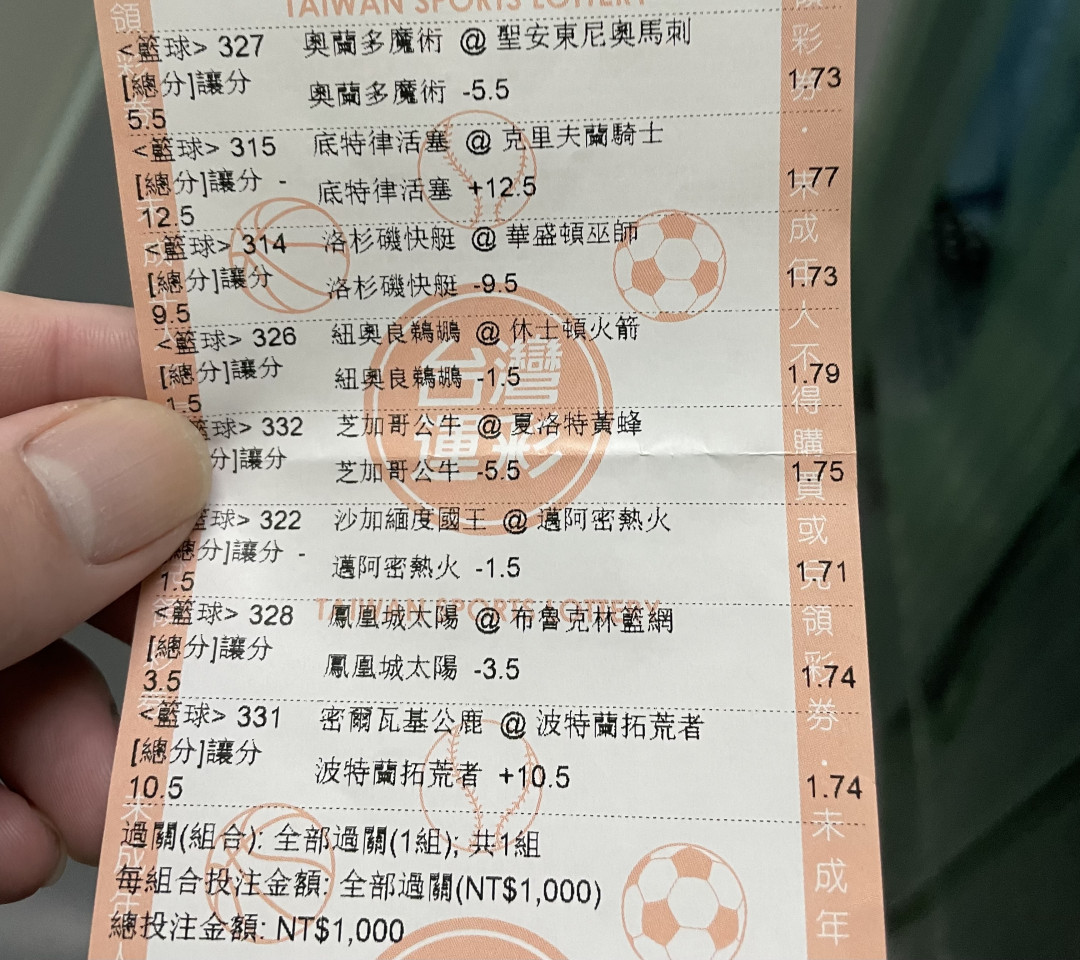 TAIWAN SPORTS LOTTERY
<籃球> 327 奧蘭多魔術 @ 聖安東尼奧馬刺
[總分]讓分 奧蘭多魔術 -5.5 1.73
5.5
<籃球> 315 底特律活塞 @ 克里夫蘭騎士
[總分]讓分 - 底特律活塞 +12.5 1.77
12.5
<籃球> 314 洛杉磯快艇 @ 華盛頓巫師
[總分]讓分 洛杉磯快艇 -9.5 1.73
9.5
<籃球> 326 紐奧良鵜鶘 @ 休士頓火箭
[總分]讓分 紐奧良鵜鶘 -1.5 1.79
1.5
籃球> 332 芝加哥公牛 @ 夏洛特黃蜂
分]讓分 芝加哥公牛 -5.5 1.75
籃球> 322 沙加緬度國王 @ 邁阿密熱火
總分]讓分 - 邁阿密熱火 -1.5 1.71
1.5
<籃球> 328 鳳凰城太陽 @ 布魯克林籃網
[總分]讓分 鳳凰城太陽 -3.5 1.74
3.5
<籃球> 331 密爾瓦基公鹿 @ 波特蘭拓荒者
[總分]讓分 波特蘭拓荒者 +10.5 1.74
10.5
過關(組合): 全部過關(1組); 共1組
每組合投注金額: 全部過關(NT$1,000)
總投注金額: NT$1,000
台灣
運彩
TAIWAN SPORTS LOTTERY
領彩券．未成年人不得購買或兌領彩券．未成年